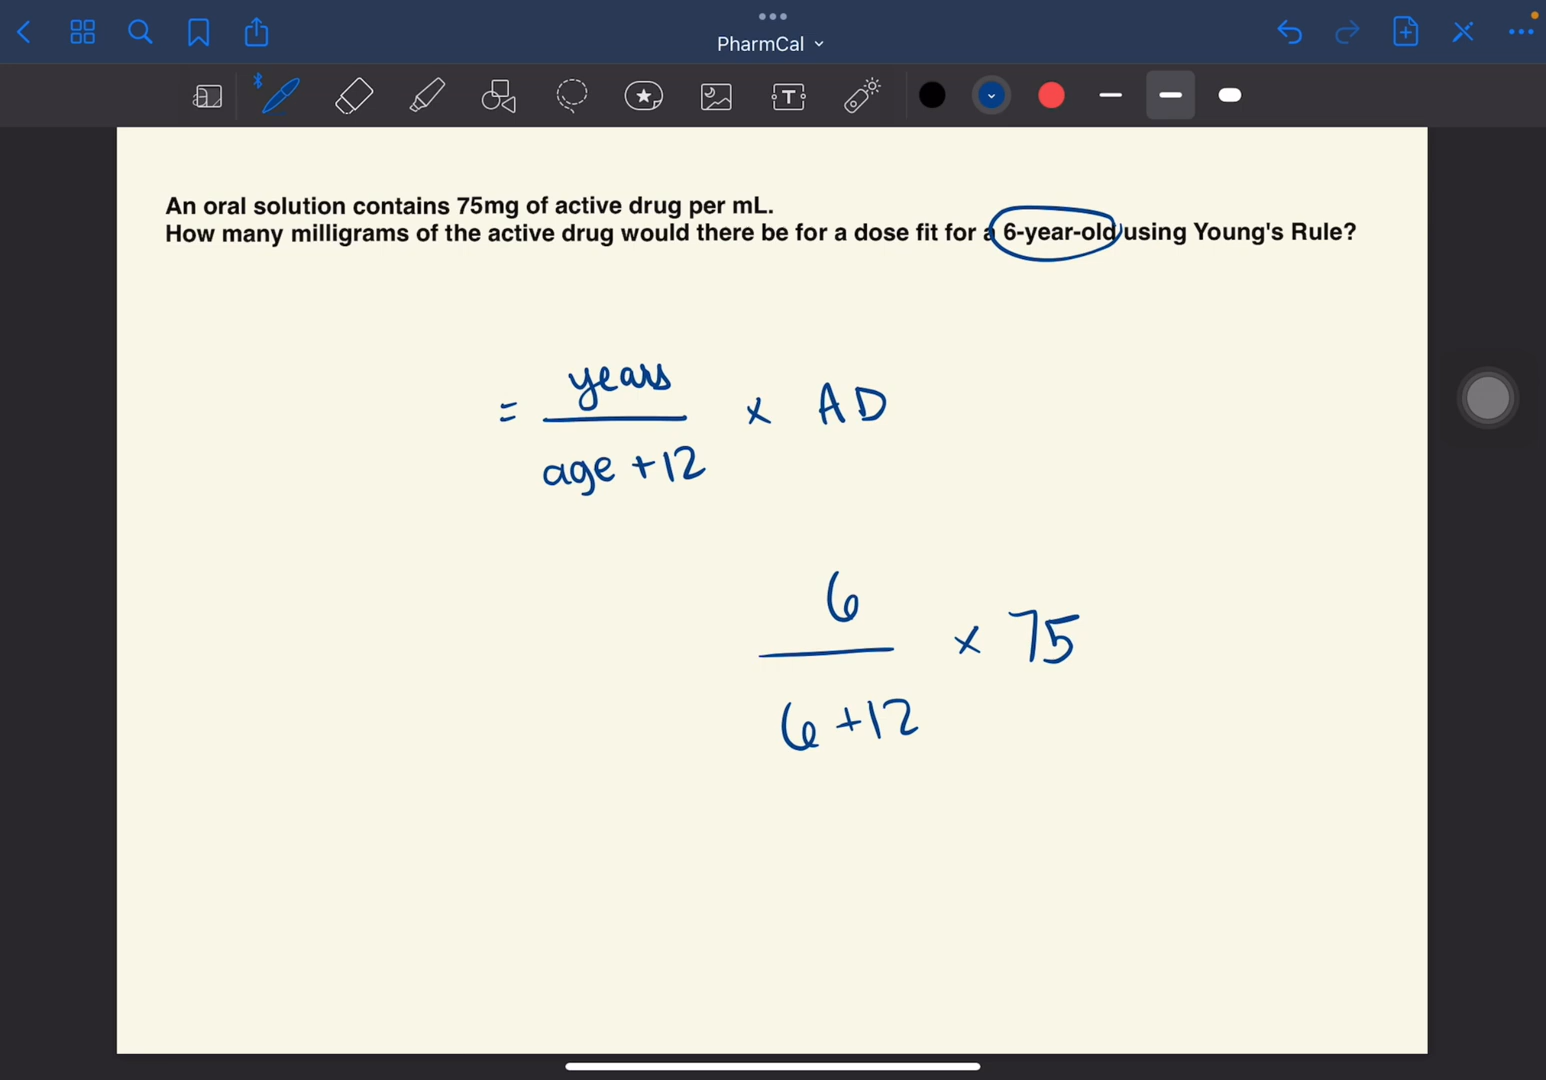 PharmCal
An oral solution contains 75mg of active drug per mL.
How many milligrams of the active drug would there be for a dose fit for a 6-year-old using Young's Rule?
= years / age +12 x AD
6 / 6 +12 x 75